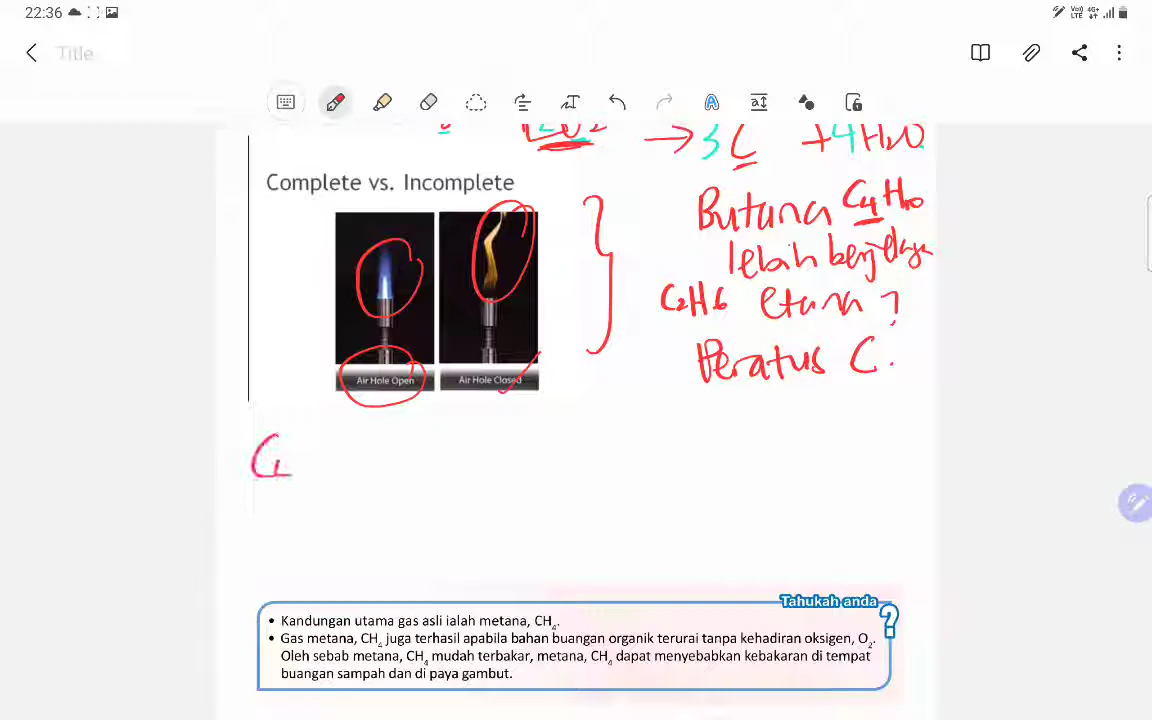 22:36
Title
→ 3C + 4H₂O
Complete vs. Incomplete
Air Hole Open
Air Hole Closed
Butana C₄H₁₀
lebih berjelaga
C₂H₆ etana ?
Peratus C.
C
Tahukah anda ?
• Kandungan utama gas asli ialah metana, CH₄.
• Gas metana, CH₄ juga terhasil apabila bahan buangan organik terurai tanpa kehadiran oksigen, O₂.
Oleh sebab metana, CH₄ mudah terbakar, metana, CH₄ dapat menyebabkan kebakaran di tempat
buangan sampah dan di paya gambut.